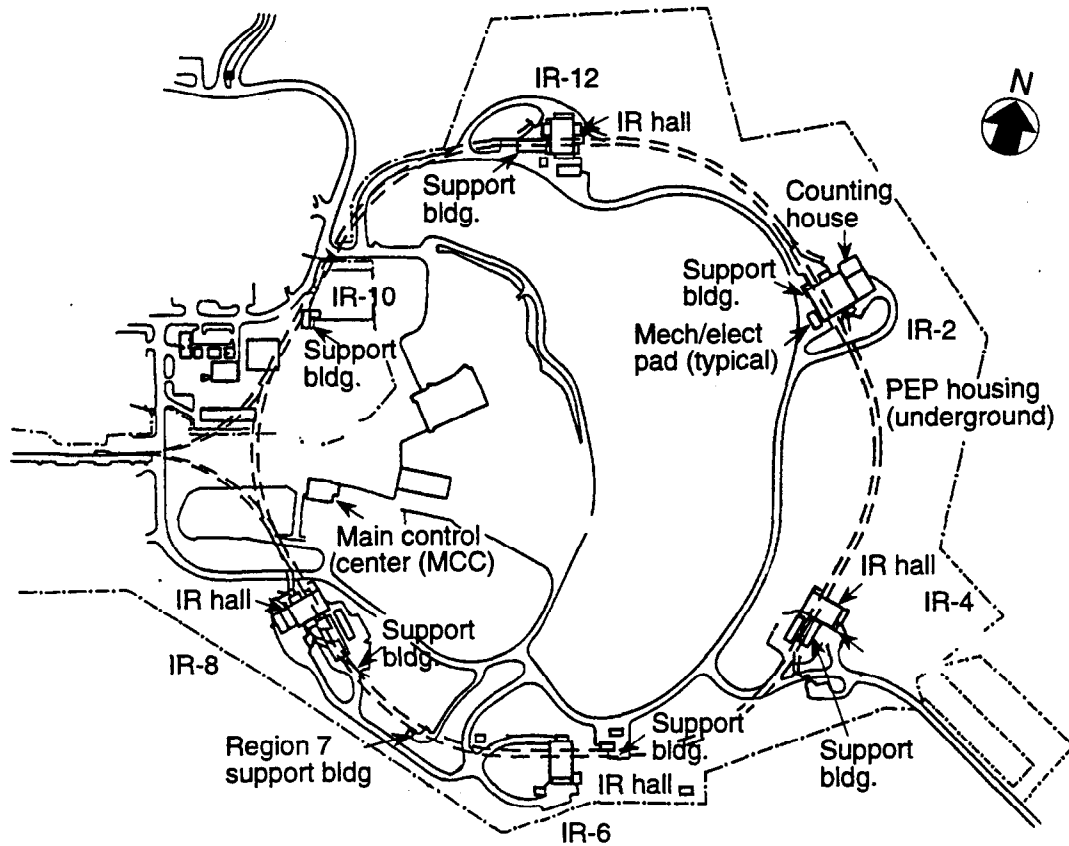 IR-12
N
IR hall
Support
bldg.
Counting
house
Support
bldg.
IR-10
IR-2
Support
bldg.
Mech/elect
pad (typical)
PEP housing
(underground)
Main control
center (MCC)
IR hall
IR hall
IR-4
Support
bldg.
IR-8
Region 7
support bldg
Support
bldg.
Support
bldg.
IR hall
IR-6